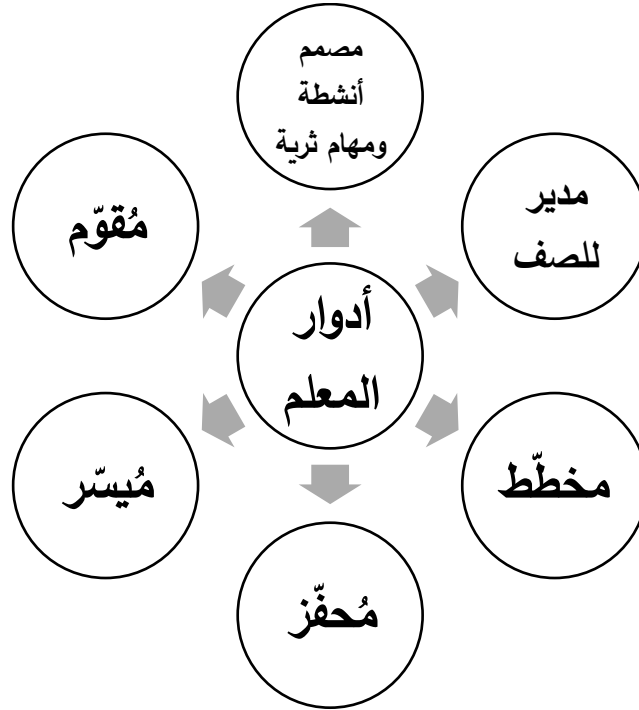 مصمم
أنشطة
ومهام ثرية
مدير
للصف
مُقوّم
أدوار
المعلم
مخطّط
مُيسّر
مُحفّز